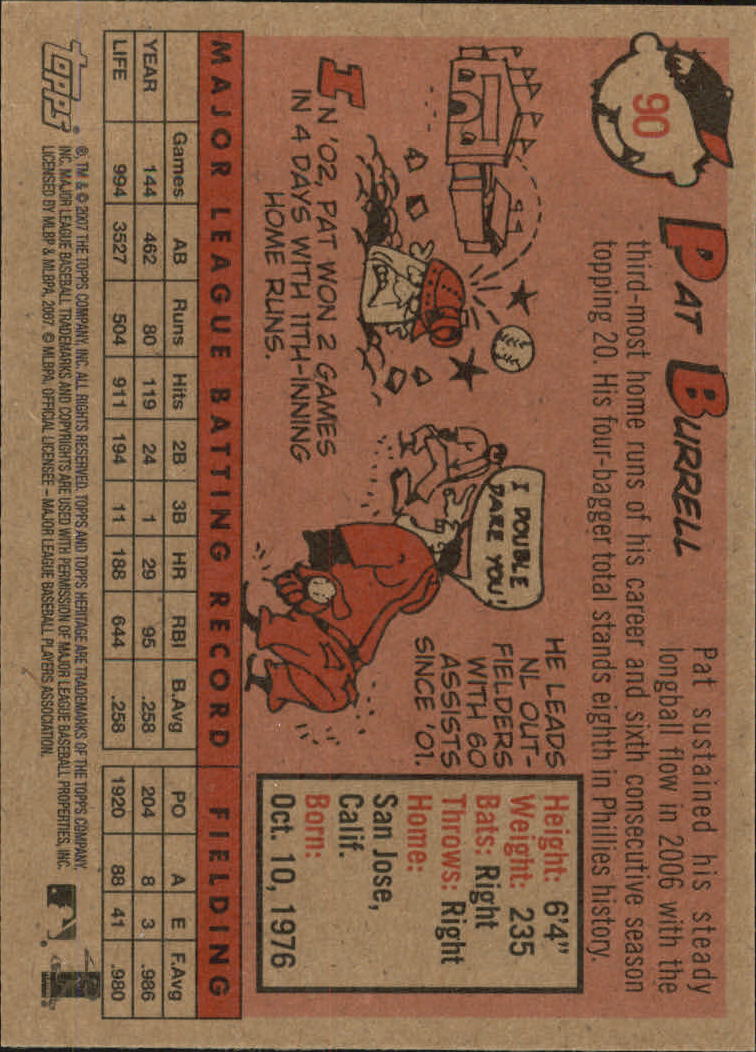 90
PAT BURRELL
Pat sustained his steady
longball flow in 2006 with the
third-most home runs of his career and sixth consecutive season
topping 20. His four-bagger total stands eighth in Phillies history.
IN '02, PAT WON 2 GAMES
IN 4 DAYS WITH 11TH-INNING
HOME RUNS.
I DOUBLE
DARE YOU!
HE LEADS
NL OUT-
FIELDERS
WITH 60
ASSISTS
SINCE '01.
Height: 6'4"
Weight: 235
Bats: Right
Throws: Right
Home:
San Jose,
Calif.
Born:
Oct. 10, 1976
MAJOR LEAGUE BATTING RECORD FIELDING
Games AB Runs Hits 2B 3B HR RBI B.Avg PO A E F.Avg
YEAR 144 462 80 119 24 1 29 95 .258 204 8 3 .986
LIFE 994 3527 504 911 194 11 188 644 .258 1920 88 41 .980
TOPPS®
®, TM & © 2007 THE TOPPS COMPANY, INC. ALL RIGHTS RESERVED. TOPPS AND TOPPS HERITAGE ARE TRADEMARKS OF THE TOPPS COMPANY,
INC. MAJOR LEAGUE BASEBALL TRADEMARKS AND COPYRIGHTS ARE USED WITH PERMISSION OF MAJOR LEAGUE BASEBALL PROPERTIES, INC.
LICENSED BY MLBP & MLBPA, 2007. © MLBPA, OFFICIAL LICENSEE – MAJOR LEAGUE BASEBALL PLAYERS ASSOCIATION.